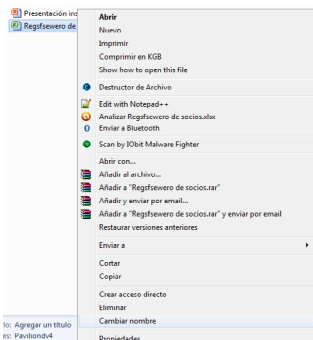 Presentación ins
Regsfsewero de
Abrir
Nuevo
Imprimir
Comprimir en KGB
Show how to open this file
Destructor de Archivo
Edit with Notepad++
Analizar Regsfsewero de socios.xlsx
Enviar a Bluetooth
Scan by IObit Malware Fighter
Abrir con...
Añadir al archivo...
Añadir a "Regsfsewero de socios.rar"
Añadir y enviar por email...
Añadir a "Regsfsewero de socios.rar" y enviar por email
Restaurar versiones anteriores
Enviar a
Cortar
Copiar
Crear acceso directo
Eliminar
Cambiar nombre
Propiedades
lo: Agregar un título
es: Paviliondv4